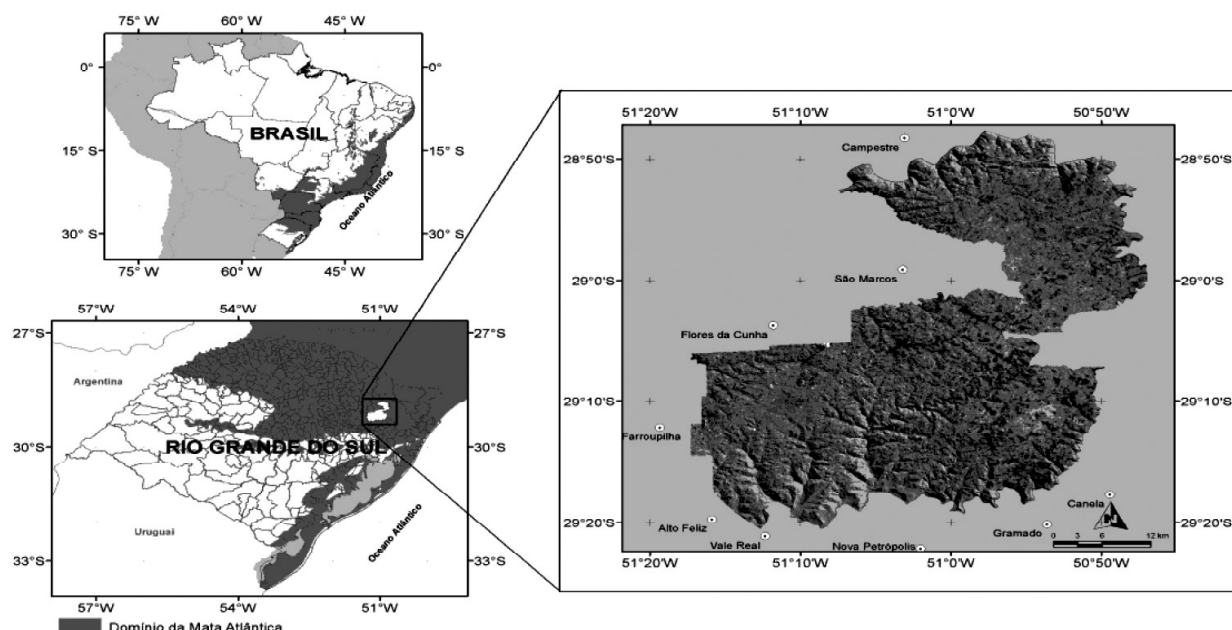 75° W 60° W 45° W
0° 0°
BRASIL
15° S 15° S
Oceano Atlântico
30° S 30° S
75° W 60° W 45° W
57°W 54°W 51°W
27°S 27°S
Argentina
30°S RIO GRANDE DO SUL 30°S
Uruguai
Oceano Atlântico
33°S 33°S
57°W 54°W 51°W
Domínio da Mata Atlântica
51°20'W 51°10'W 51°00'W 50°50'W
Campestre
28°50'S 28°50'S
São Marcos
29°0'S 29°0'S
Flores da Cunha
29°10'S 29°10'S
Farroupilha
Canela
N
29°20'S 29°20'S
Alto Feliz
Gramado
Vale Real
Nova Petrópolis
0 3 6 12 km
51°20'W 51°10'W 51°00'W 50°50'W